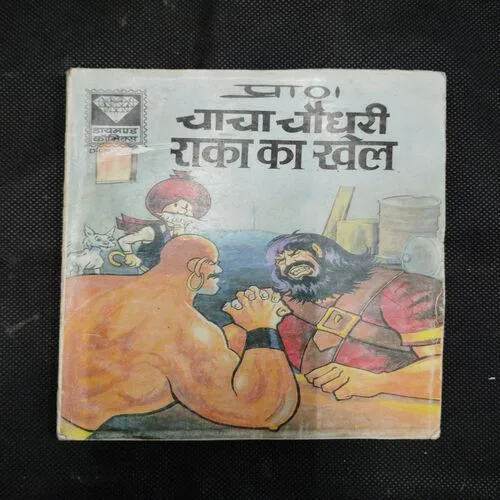 प्राण
चाचा चौधरी
राका का खेल
डायमण्ड
कॉमिक्स